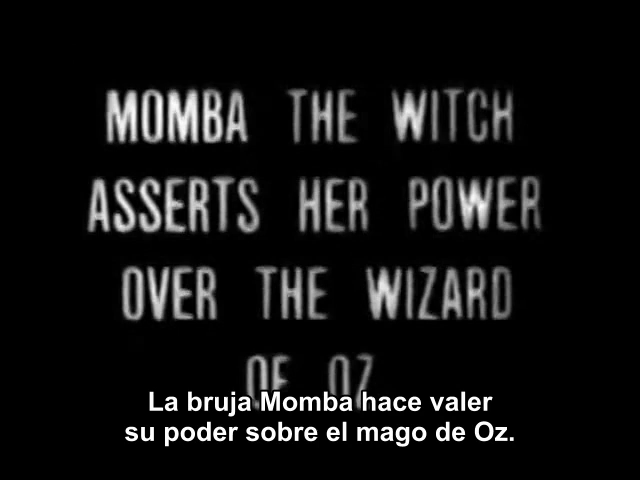 MOMBA THE WITCH
ASSERTS HER POWER
OVER THE WIZARD
OF OZ
La bruja Momba hace valer
su poder sobre el mago de Oz.